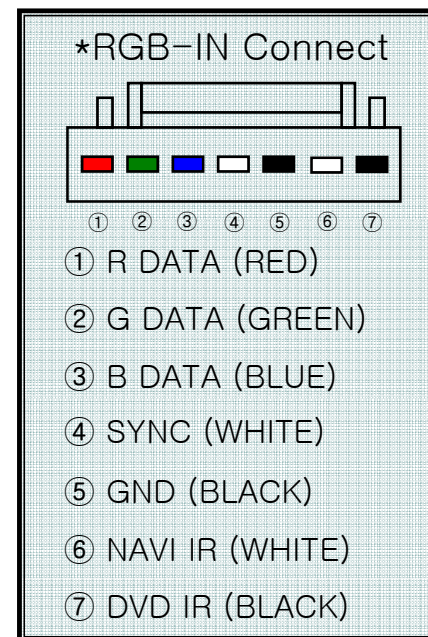 *RGB-IN Connect
① ② ③ ④ ⑤ ⑥ ⑦
① R DATA (RED)
② G DATA (GREEN)
③ B DATA (BLUE)
④ SYNC (WHITE)
⑤ GND (BLACK)
⑥ NAVI IR (WHITE)
⑦ DVD IR (BLACK)